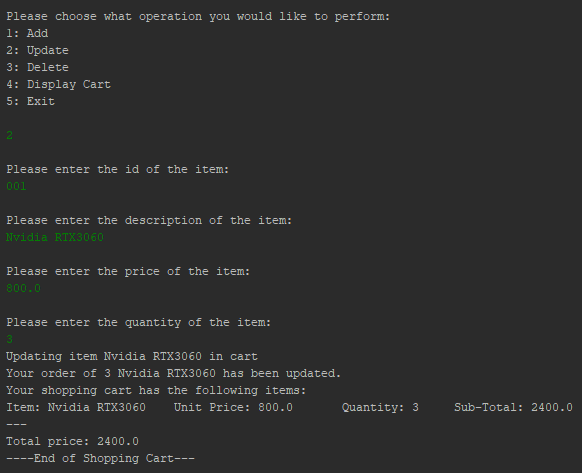 Please choose what operation you would like to perform:
1: Add
2: Update
3: Delete
4: Display Cart
5: Exit
2
Please enter the id of the item:
001
Please enter the description of the item:
Nvidia RTX3060
Please enter the price of the item:
800.0
Please enter the quantity of the item:
3
Updating item Nvidia RTX3060 in cart
Your order of 3 Nvidia RTX3060 has been updated.
Your shopping cart has the following items:
Item: Nvidia RTX3060    Unit Price: 800.0       Quantity: 3     Sub-Total: 2400.0
---
Total price: 2400.0
----End of Shopping Cart---